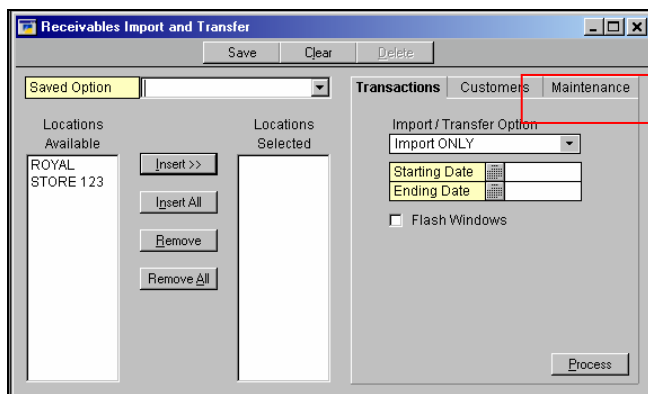 Receivables Import and Transfer
Save Clear Delete
Saved Option
Transactions Customers Maintenance
Locations Available
Locations Selected
ROYAL
STORE 123
Insert >>
Insert All
Remove
Remove All
Import / Transfer Option
Import ONLY
Starting Date
Ending Date
Flash Windows
Process